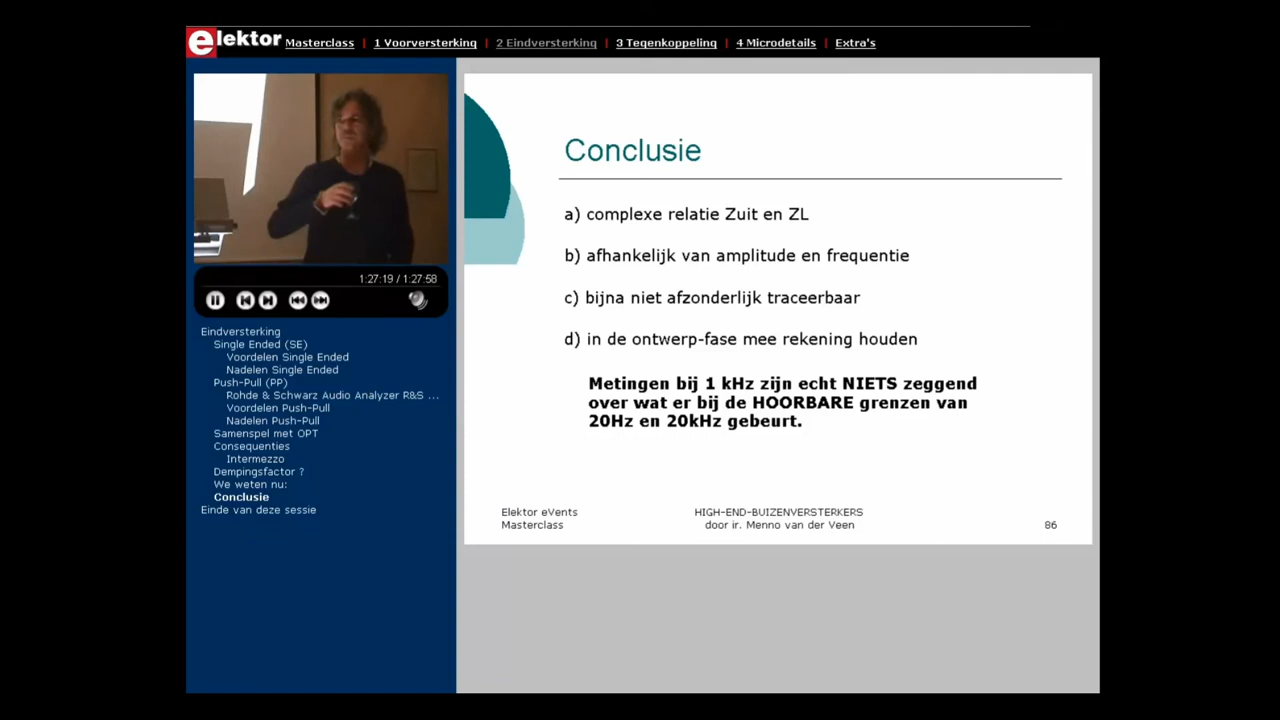 elektor Masterclass | 1 Voorversterking | 2 Eindversterking | 3 Tegenkoppeling | 4 Microdetails | Extra's
1:27:19 / 1:27:58
Eindversterking
Single Ended (SE)
Voordelen Single Ended
Nadelen Single Ended
Push-Pull (PP)
Rohde & Schwarz Audio Analyzer R&S ...
Voordelen Push-Pull
Nadelen Push-Pull
Samenspel met OPT
Consequenties
Intermezzo
Dempingsfactor ?
We weten nu:
Conclusie
Einde van deze sessie
Conclusie
a) complexe relatie Zuit en ZL
b) afhankelijk van amplitude en frequentie
c) bijna niet afzonderlijk traceerbaar
d) in de ontwerp-fase mee rekening houden
Metingen bij 1 kHz zijn echt NIETS zeggend
over wat er bij de HOORBARE grenzen van
20Hz en 20kHz gebeurt.
Elektor eVents
Masterclass
HIGH-END-BUIZENVERSTERKERS
door ir. Menno van der Veen
86